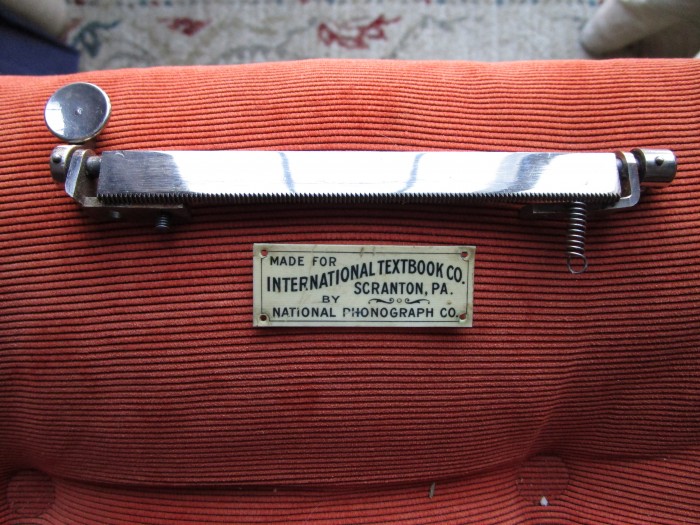 MADE FOR
INTERNATIONAL TEXTBOOK CO.
SCRANTON, PA.
BY
NATIONAL PHONOGRAPH CO.